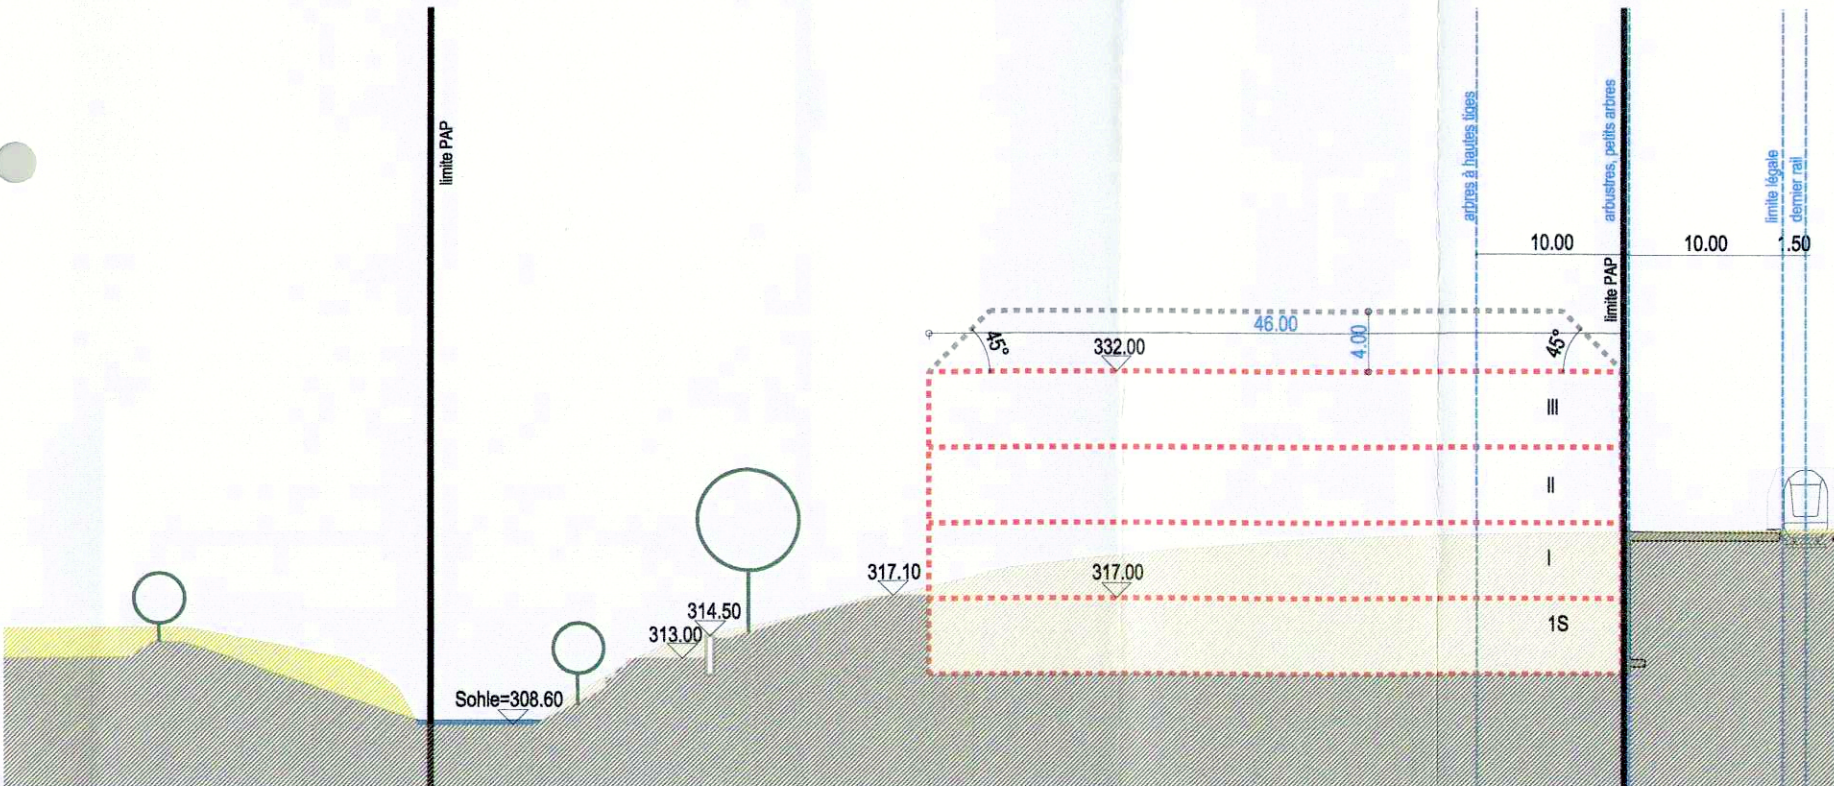 limite PAP
arbres à hautes tiges
arbustres, petits arbres
limite légale
dernier rail
10.00
10.00
1.50
limite PAP
46.00
4.00
45°
45°
332.00
III
II
I
1S
317.10
317.00
314.50
313.00
Sohle=308.60